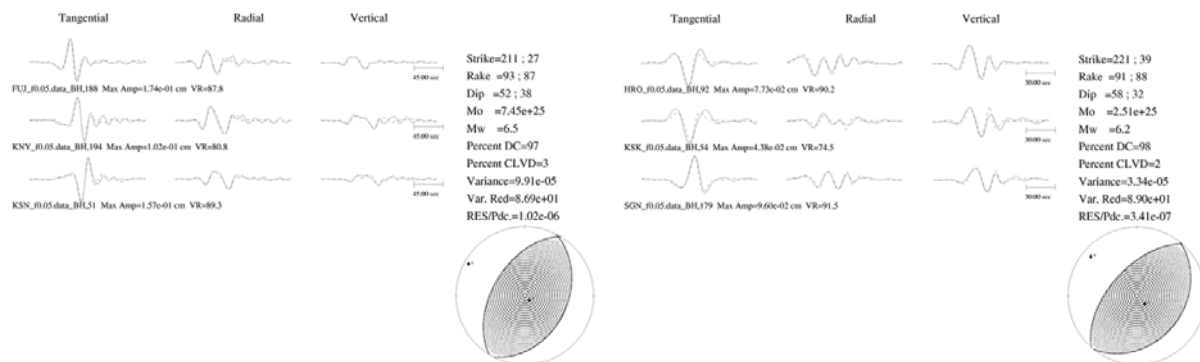 Tangential Radial Vertical
45.00 sec
FUJ_f0.05.data_BH,188 Max Amp=1.74e-01 cm VR=87.8
45.00 sec
KNY_f0.05.data_BH,194 Max Amp=1.02e-01 cm VR=80.8
45.00 sec
KSN_f0.05.data_BH,51 Max Amp=1.57e-01 cm VR=89.3
Strike=211 ; 27
Rake =93 ; 87
Dip =52 ; 38
Mo =7.45e+25
Mw =6.5
Percent DC=97
Percent CLVD=3
Variance=9.91e-05
Var. Red=8.69e+01
RES/Pdc.=1.02e-06
Tangential Radial Vertical
30.00 sec
HRO_f0.05.data_BH,92 Max Amp=7.73e-02 cm VR=90.2
30.00 sec
KSK_f0.05.data_BH,54 Max Amp=4.38e-02 cm VR=74.5
30.00 sec
SGN_f0.05.data_BH,179 Max Amp=9.60e-02 cm VR=91.5
Strike=221 ; 39
Rake =91 ; 88
Dip =58 ; 32
Mo =2.51e+25
Mw =6.2
Percent DC=98
Percent CLVD=2
Variance=3.34e-05
Var. Red=8.90e+01
RES/Pdc.=3.41e-07